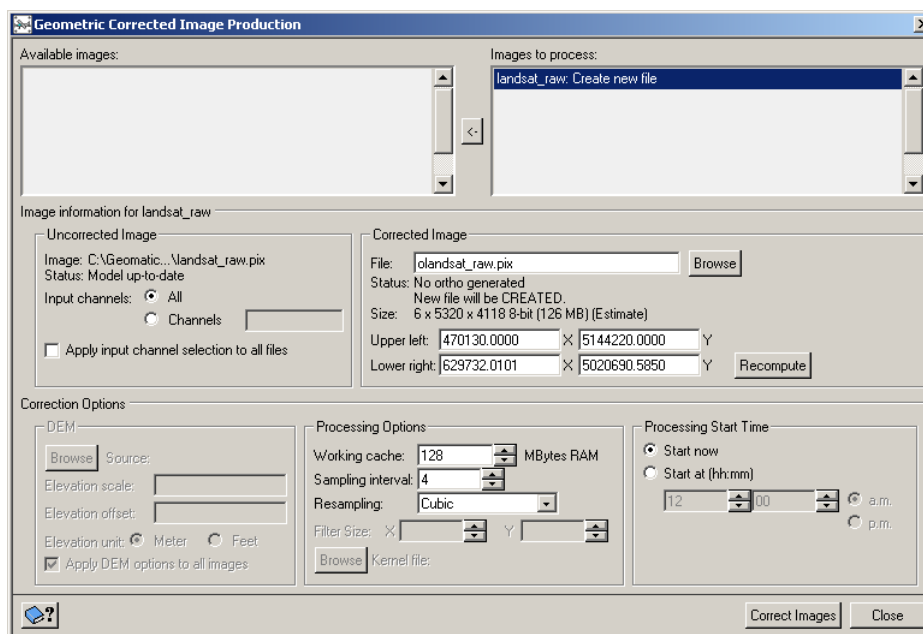 Geometric Corrected Image Production
Available images:
Images to process:
landsat_raw: Create new file
<-
Image information for landsat_raw
Uncorrected Image
Image: C:\Geomatic...\landsat_raw.pix
Status: Model up-to-date
Input channels: All
Channels
Apply input channel selection to all files
Corrected Image
File: olandsat_raw.pix Browse
Status: No ortho generated
New file will be CREATED.
Size: 6 x 5320 x 4118 8-bit (126 MB) (Estimate)
Upper left: 470130.0000 X 5144220.0000 Y
Lower right: 629732.0101 X 5020690.5850 Y Recompute
Correction Options
DEM
Browse Source:
Elevation scale:
Elevation offset:
Elevation unit: Meter Feet
Apply DEM options to all images
Processing Options
Working cache: 128 MBytes RAM
Sampling interval: 4
Resampling: Cubic
Filter Size: X Y
Browse Kernel file:
Processing Start Time
Start now
Start at (hh:mm)
12 :00 a.m.
p.m.
? Correct Images Close